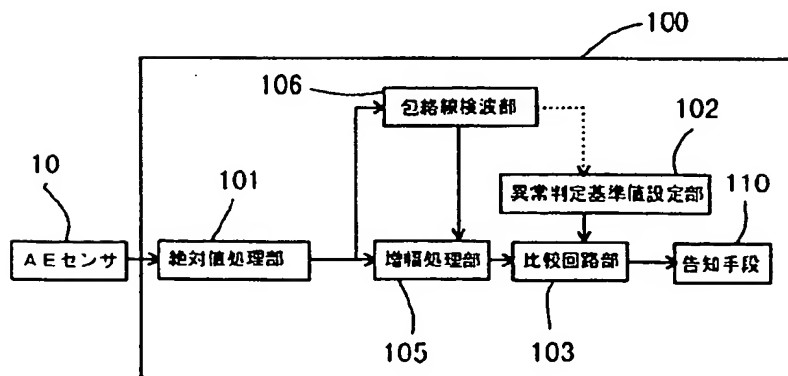 100
106
包絡線検波部
102
10
101
異常判定基準値設定部
110
AEセンサ
絶対値処理部
増幅処理部
比較回路部
告知手段
105
103